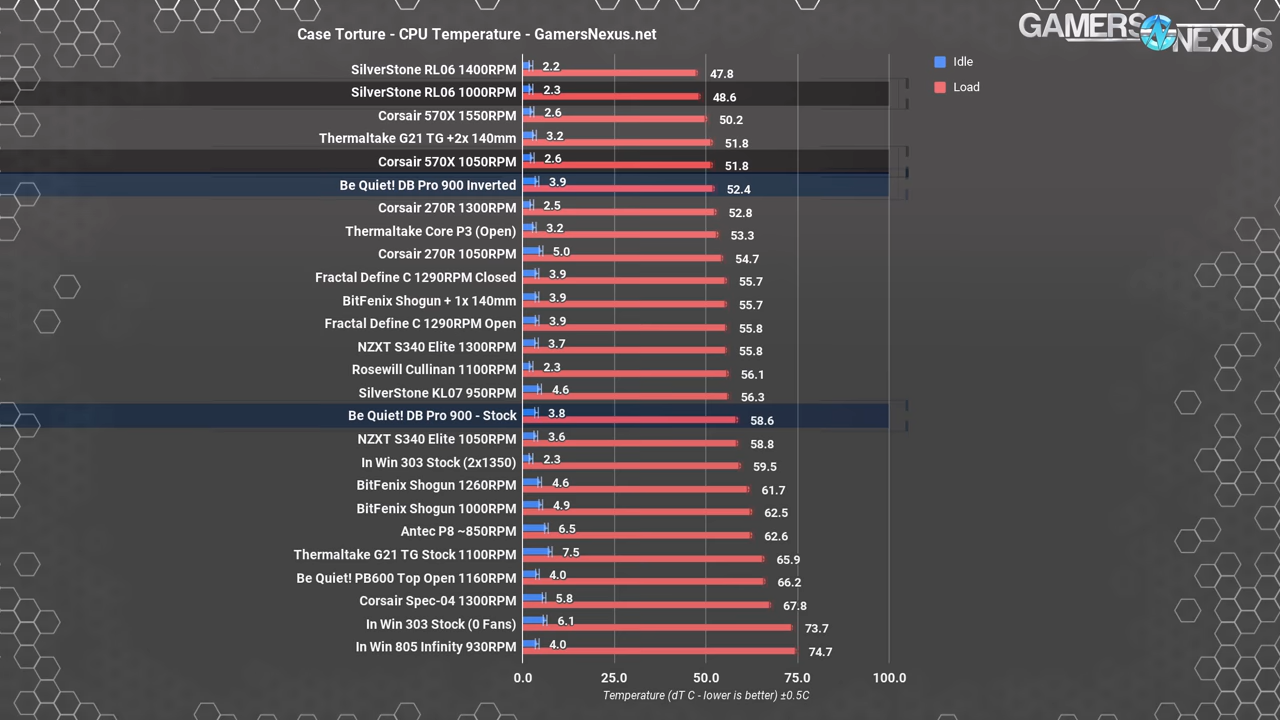 Case Torture - CPU Temperature - GamersNexus.net
GAMERS NEXUS
Idle
Load
SilverStone RL06 1400RPM 2.2 47.8
SilverStone RL06 1000RPM 2.3 48.6
Corsair 570X 1550RPM 2.6 50.2
Thermaltake G21 TG +2x 140mm 3.2 51.8
Corsair 570X 1050RPM 2.6 51.8
Be Quiet! DB Pro 900 Inverted 3.9 52.4
Corsair 270R 1300RPM 2.5 52.8
Thermaltake Core P3 (Open) 3.2 53.3
Corsair 270R 1050RPM 5.0 54.7
Fractal Define C 1290RPM Closed 3.9 55.7
BitFenix Shogun + 1x 140mm 3.9 55.7
Fractal Define C 1290RPM Open 3.9 55.8
NZXT S340 Elite 1300RPM 3.7 55.8
Rosewill Cullinan 1100RPM 2.3 56.1
SilverStone KL07 950RPM 4.6 56.3
Be Quiet! DB Pro 900 - Stock 3.8 58.6
NZXT S340 Elite 1050RPM 3.6 58.8
In Win 303 Stock (2x1350) 2.3 59.5
BitFenix Shogun 1260RPM 4.6 61.7
BitFenix Shogun 1000RPM 4.9 62.5
Antec P8 ~850RPM 6.5 62.6
Thermaltake G21 TG Stock 1100RPM 7.5 65.9
Be Quiet! PB600 Top Open 1160RPM 4.0 66.2
Corsair Spec-04 1300RPM 5.8 67.8
In Win 303 Stock (0 Fans) 6.1 73.7
In Win 805 Infinity 930RPM 4.0 74.7
0.0 25.0 50.0 75.0 100.0
Temperature (dT C - lower is better) ±0.5C